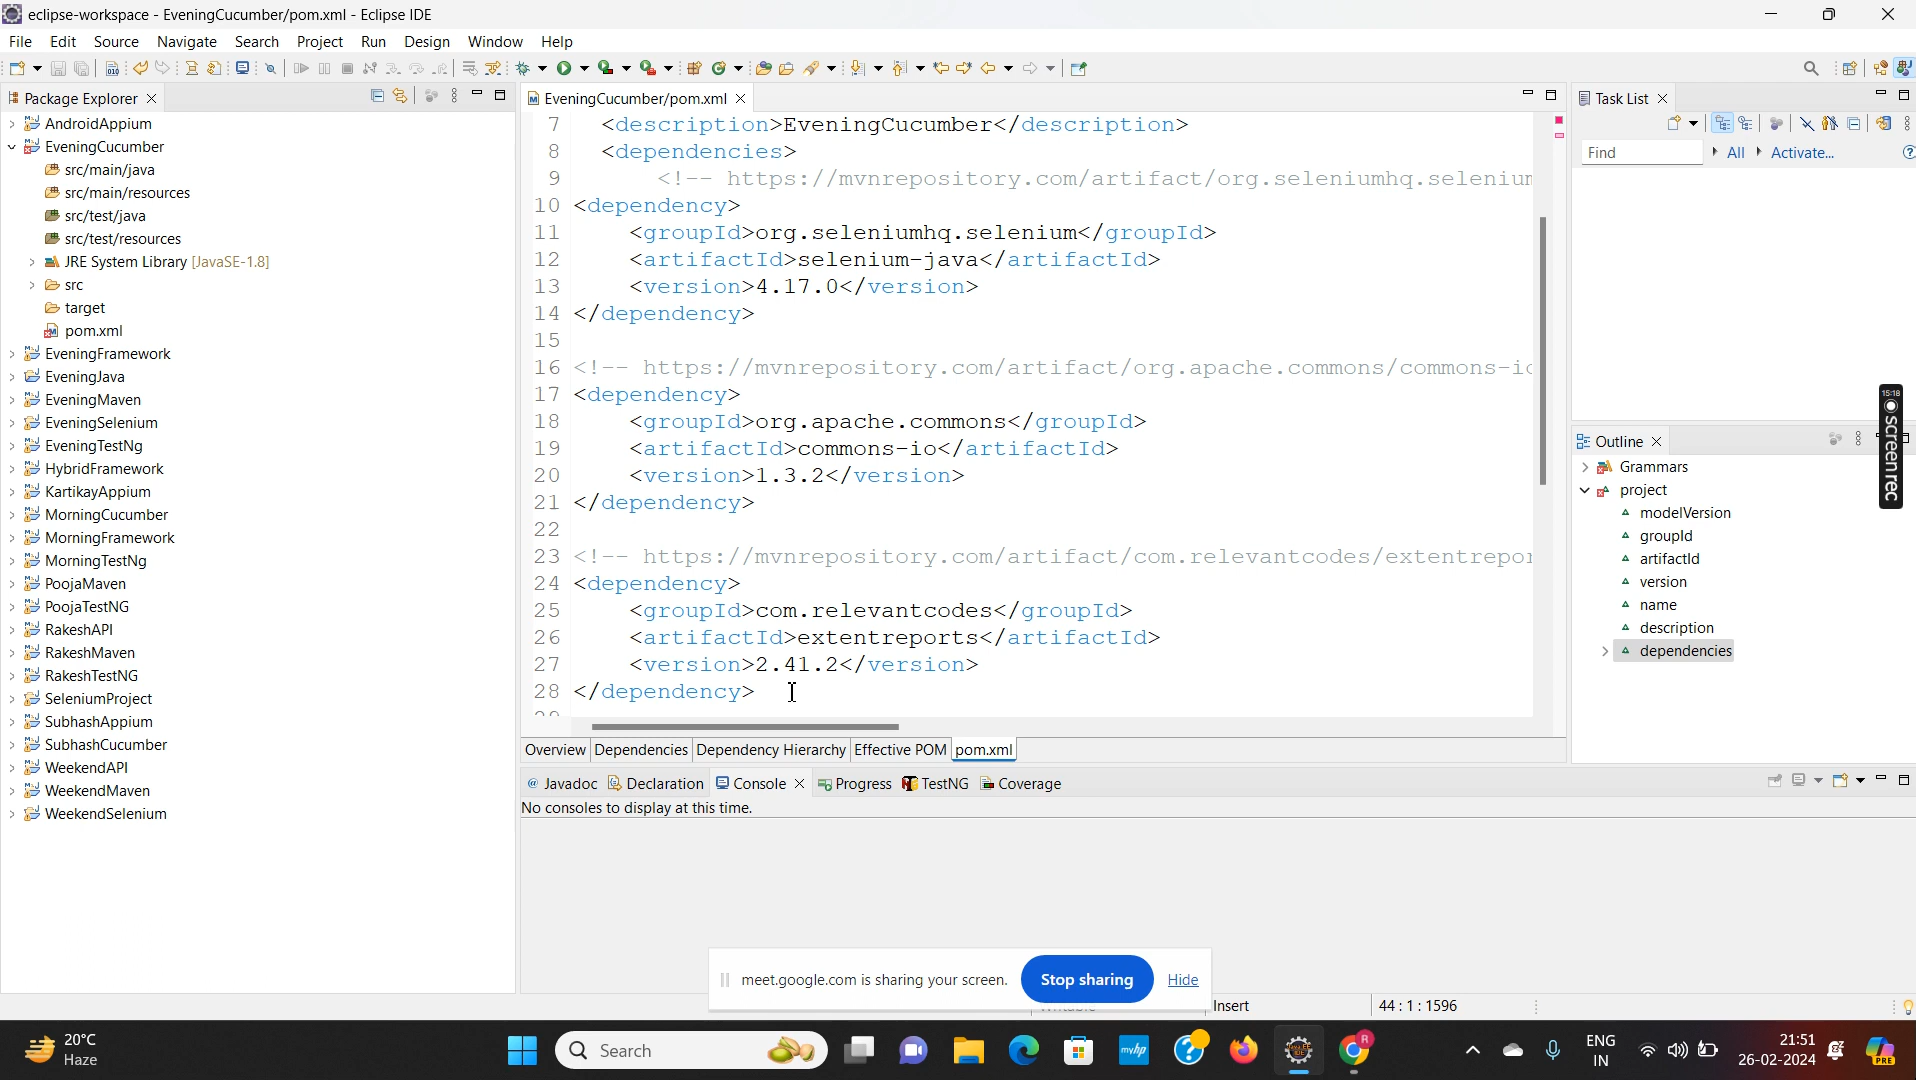 eclipse-workspace - EveningCucumber/pom.xml - Eclipse IDE
File Edit Source Navigate Search Project Run Design Window Help
Package Explorer
AndroidAppium
EveningCucumber
src/main/java
src/main/resources
src/test/java
src/test/resources
JRE System Library [JavaSE-1.8]
src
target
pom.xml
EveningFramework
EveningJava
EveningMaven
EveningSelenium
EveningTestNg
HybridFramework
KartikayAppium
MorningCucumber
MorningFramework
MorningTestNg
PoojaMaven
PoojaTestNG
RakeshAPI
RakeshMaven
RakeshTestNG
SeleniumProject
SubhashAppium
SubhashCucumber
WeekendAPI
WeekendMaven
WeekendSelenium
EveningCucumber/pom.xml
7 <description>EveningCucumber</description>
8 <dependencies>
9 <!-- https://mvnrepository.com/artifact/org.seleniumhq.selenium
10 <dependency>
11 <groupId>org.seleniumhq.selenium</groupId>
12 <artifactId>selenium-java</artifactId>
13 <version>4.17.0</version>
14 </dependency>
15
16 <!-- https://mvnrepository.com/artifact/org.apache.commons/commons-io
17 <dependency>
18 <groupId>org.apache.commons</groupId>
19 <artifactId>commons-io</artifactId>
20 <version>1.3.2</version>
21 </dependency>
22
23 <!-- https://mvnrepository.com/artifact/com.relevantcodes/extentrepor
24 <dependency>
25 <groupId>com.relevantcodes</groupId>
26 <artifactId>extentreports</artifactId>
27 <version>2.41.2</version>
28 </dependency>
Overview Dependencies Dependency Hierarchy Effective POM pom.xml
Javadoc Declaration Console Progress TestNG Coverage
No consoles to display at this time.
Task List
Find All Activate...
Outline
Grammars
project
modelVersion
groupId
artifactId
version
name
description
dependencies
15:18
screenrec
meet.google.com is sharing your screen. Stop sharing Hide
Insert 44 : 1 : 1596
20°C
Haze
Search
myhp
ENG
IN
21:51
26-02-2024
PRE